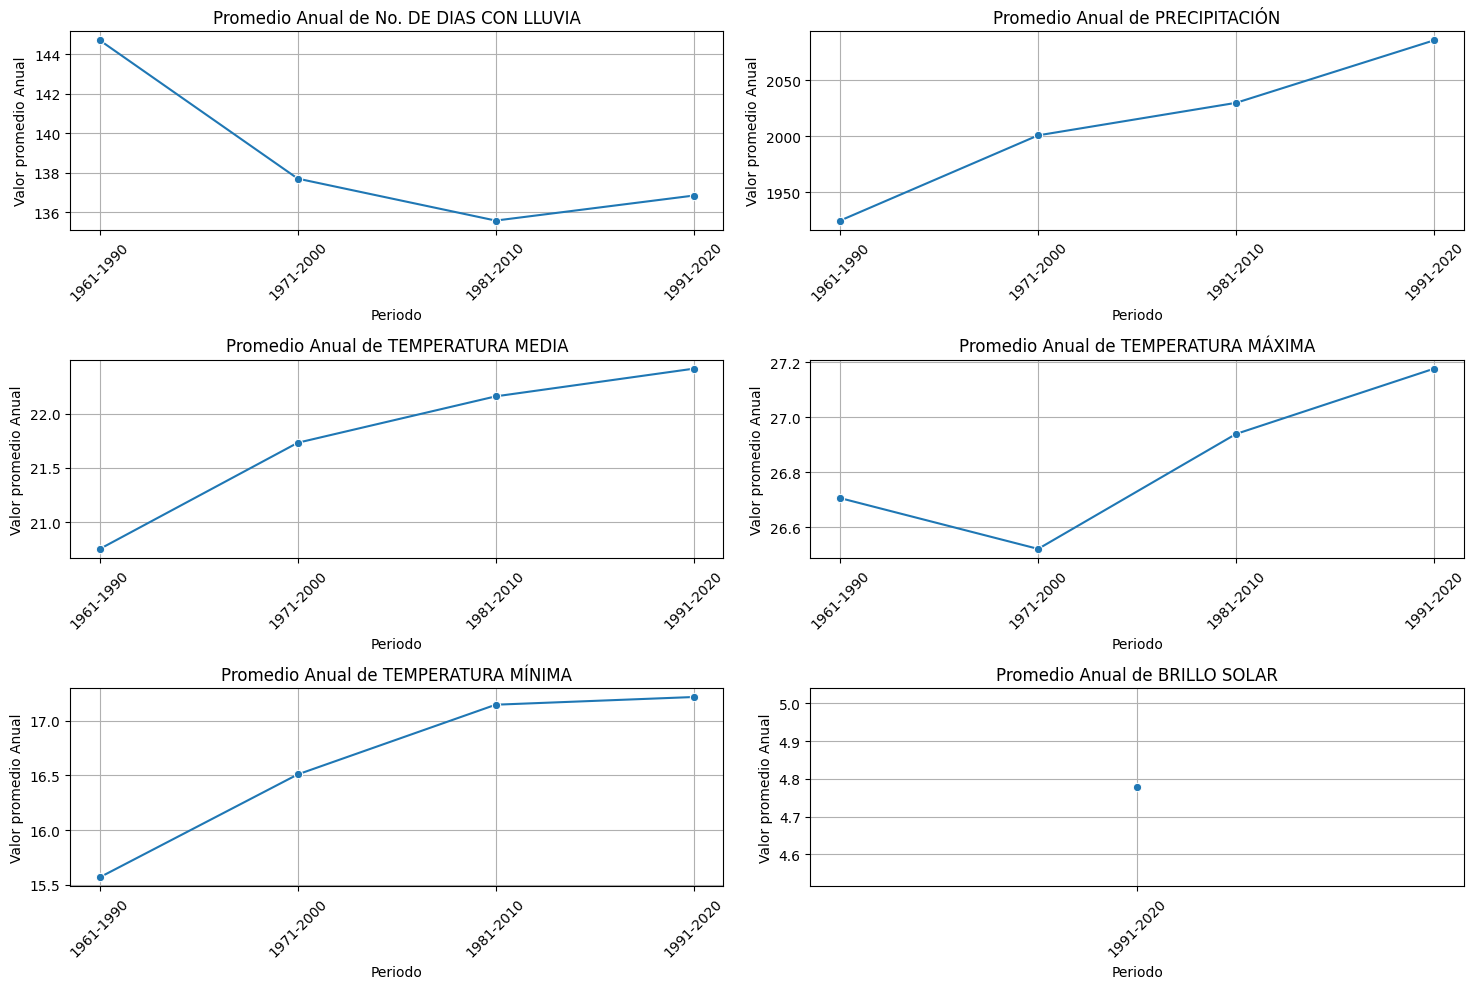 Promedio Anual de No. DE DIAS CON LLUVIA
Valor promedio Anual
144
142
140
138
136
1961-1990
1971-2000
1981-2010
1991-2020
Periodo
Promedio Anual de PRECIPITACIÓN
Valor promedio Anual
2050
2000
1950
1961-1990
1971-2000
1981-2010
1991-2020
Periodo
Promedio Anual de TEMPERATURA MEDIA
Valor promedio Anual
22.0
21.5
21.0
1961-1990
1971-2000
1981-2010
1991-2020
Periodo
Promedio Anual de TEMPERATURA MÁXIMA
Valor promedio Anual
27.2
27.0
26.8
26.6
1961-1990
1971-2000
1981-2010
1991-2020
Periodo
Promedio Anual de TEMPERATURA MÍNIMA
Valor promedio Anual
17.0
16.5
16.0
15.5
1961-1990
1971-2000
1981-2010
1991-2020
Periodo
Promedio Anual de BRILLO SOLAR
Valor promedio Anual
5.0
4.9
4.8
4.7
4.6
1991-2020
Periodo